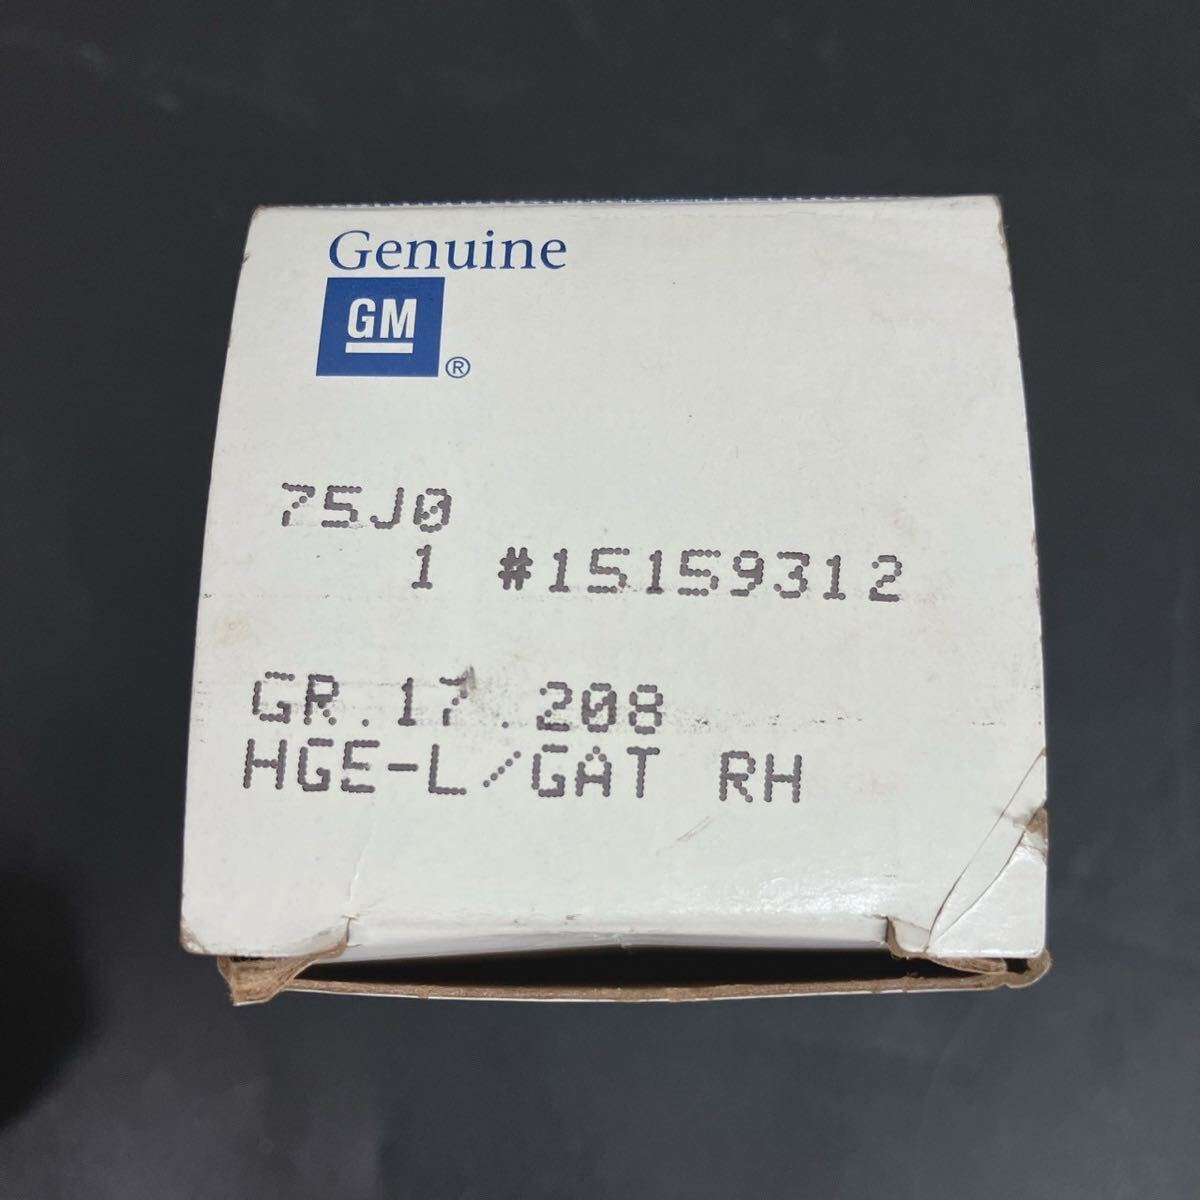 Genuine
GM
®
75J0
1 #15159312
GR.17.208
HGE-L/GAT RH